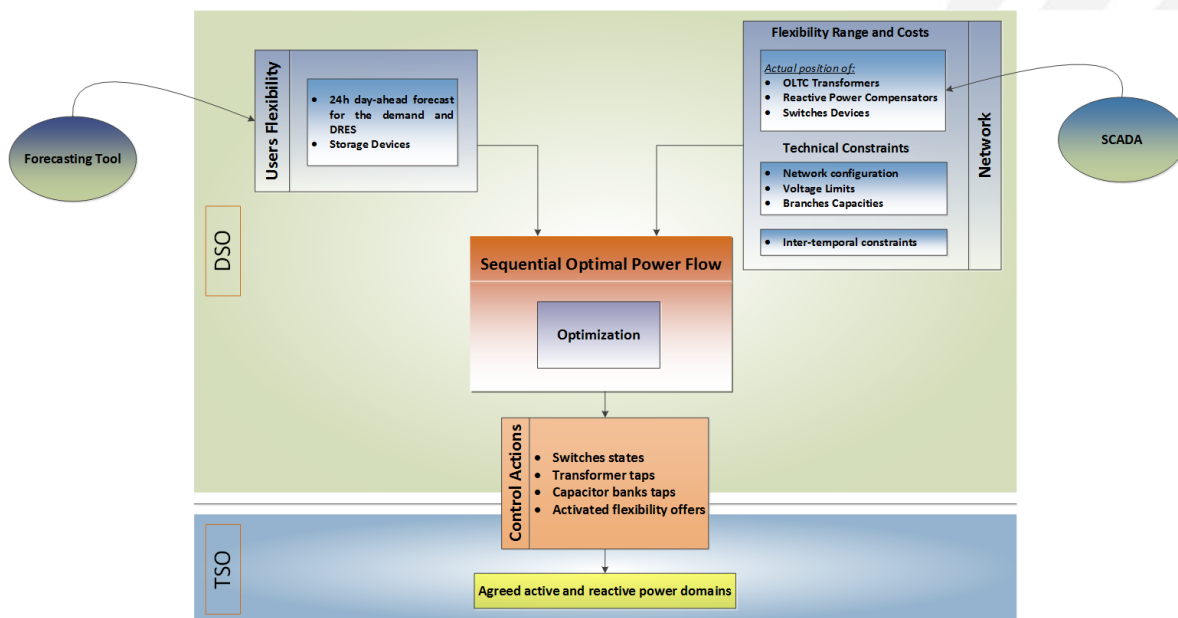 Forecasting Tool
Users Flexibility
• 24h day-ahead forecast
for the demand and
DRES
• Storage Devices
Flexibility Range and Costs
Actual position of:
• OLTC Transformers
• Reactive Power Compensators
• Switches Devices
Technical Constraints
• Network configuration
• Voltage Limits
• Branches Capacities
• Inter-temporal constraints
Network
SCADA
DSO
Sequential Optimal Power Flow
Optimization
Control Actions
• Switches states
• Transformer taps
• Capacitor banks taps
• Activated flexibility offers
TSO
Agreed active and reactive power domains